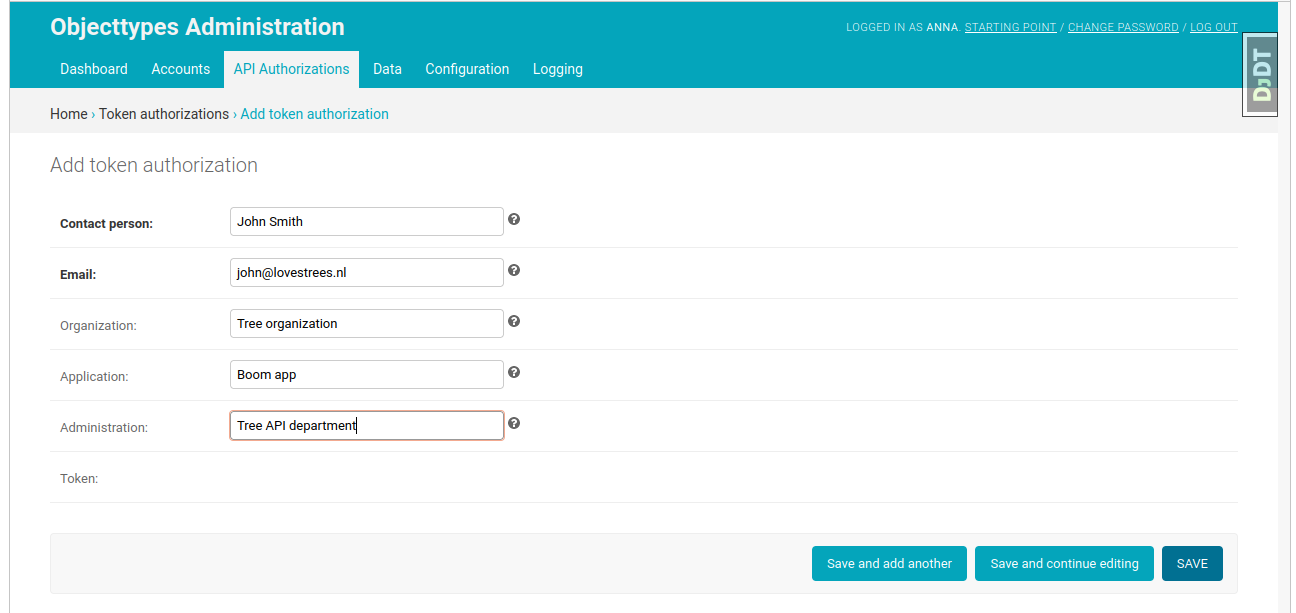 Objecttypes Administration
LOGGED IN AS ANNA. STARTING POINT / CHANGE PASSWORD / LOG OUT
DjDT
Dashboard Accounts API Authorizations Data Configuration Logging
Home › Token authorizations › Add token authorization
Add token authorization
Contact person: John Smith ?
Email: john@lovestrees.nl ?
Organization: Tree organization ?
Application: Boom app ?
Administration: Tree API department ?
Token:
Save and add another Save and continue editing SAVE